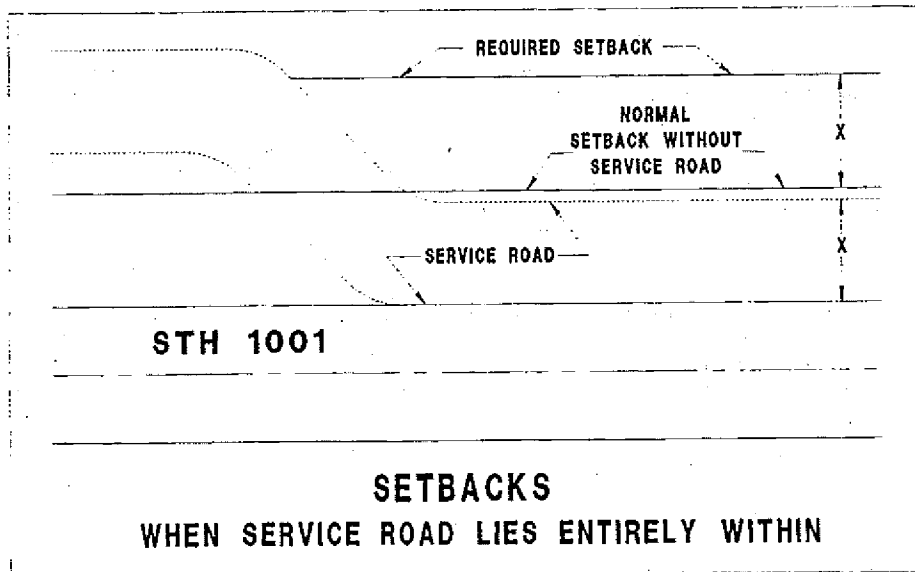 REQUIRED SETBACK
NORMAL
SETBACK WITHOUT
SERVICE ROAD
X
X
SERVICE ROAD
STH 1001
SETBACKS
WHEN SERVICE ROAD LIES ENTIRELY WITHIN